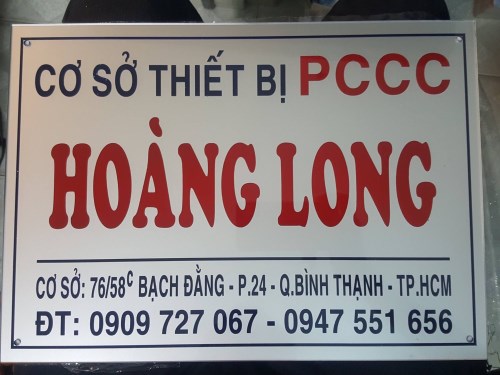 CƠ SỞ THIẾT BỊ PCCC
HOÀNG LONG
CƠ SỞ: 76/58ᶜ BẠCH ĐẰNG - P.24 - Q.BÌNH THẠNH - TP.HCM
ĐT: 0909 727 067 - 0947 551 656